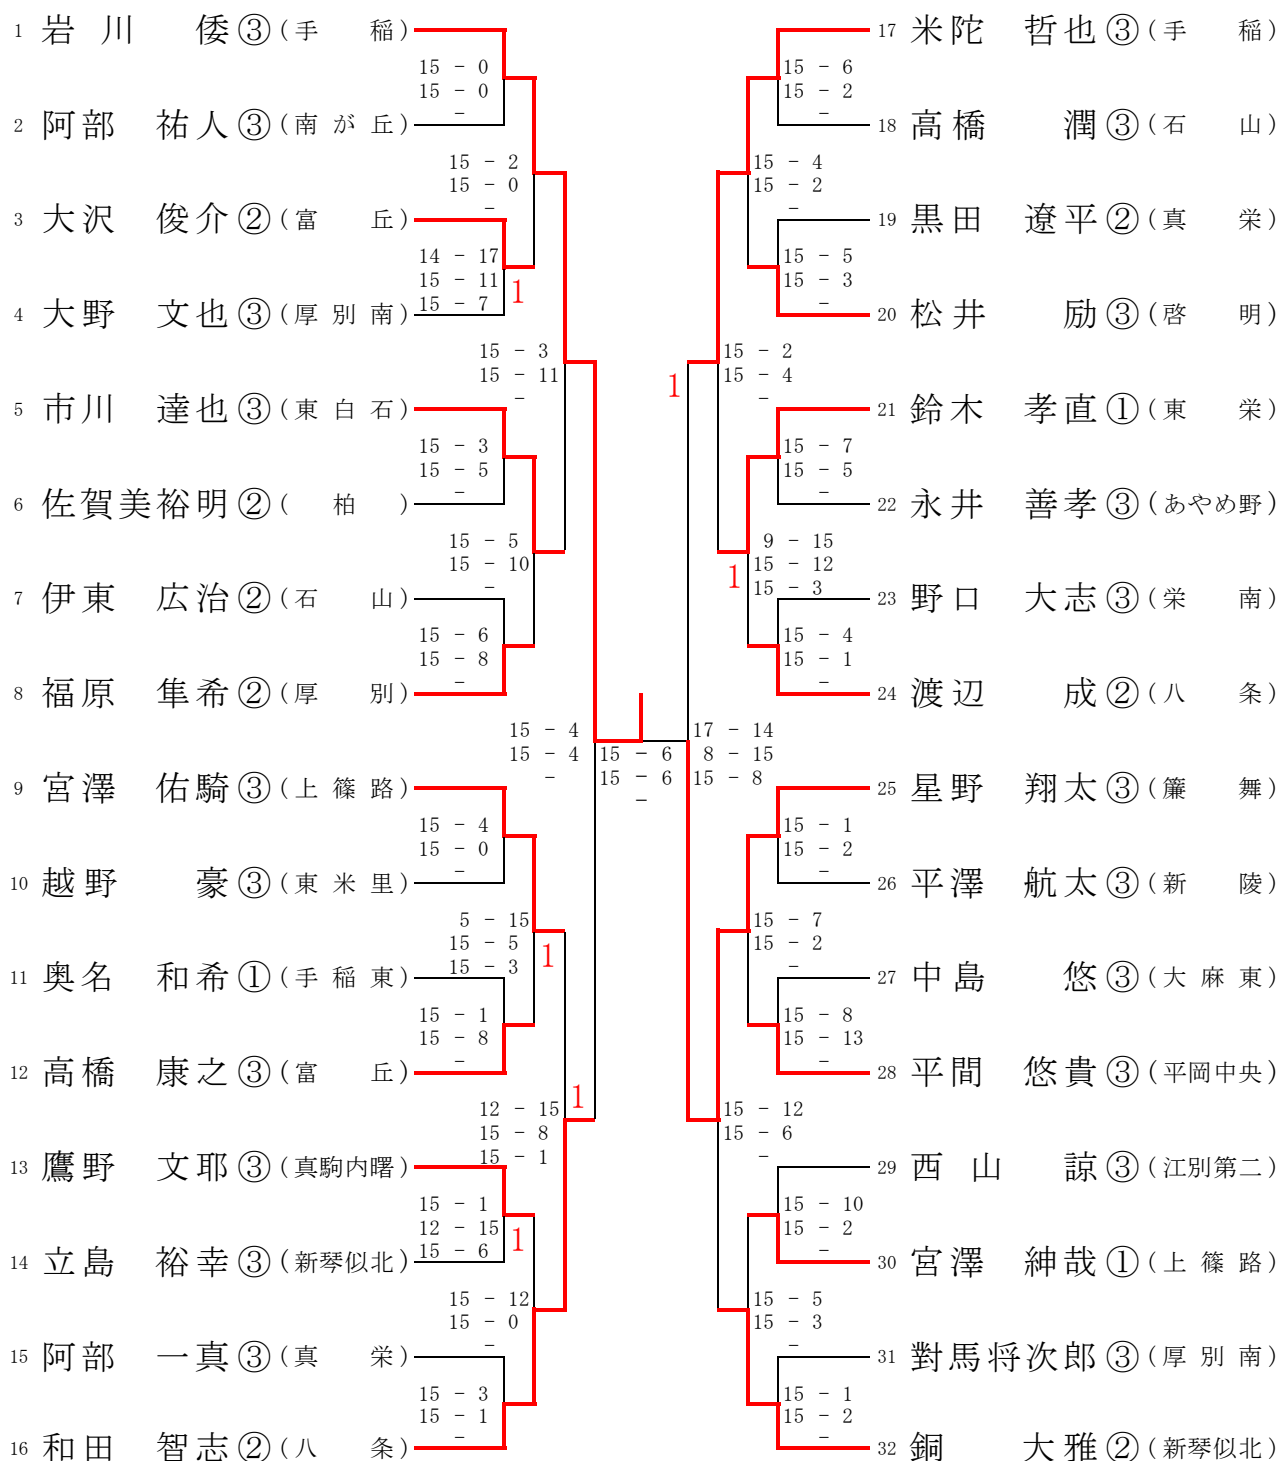 1 岩川 倭③(手稲)
15 - 0
15 - 0
-
2 阿部 祐人③(南が丘)
15 - 2
15 - 0
-
3 大沢 俊介②(富丘)
14 - 17
15 - 11
15 - 7
1
4 大野 文也③(厚別南)
15 - 3
15 - 11
-
5 市川 達也③(東白石)
15 - 3
15 - 5
-
6 佐賀美裕明②(柏)
15 - 5
15 - 10
-
7 伊東 広治②(石山)
15 - 6
15 - 8
-
8 福原 隼希②(厚別)
15 - 4
15 - 4
-
9 宮澤 佑騎③(上篠路)
15 - 4
15 - 0
-
10 越野 豪③(東米里)
5 - 15
15 - 5
15 - 3
1
11 奥名 和希①(手稲東)
15 - 1
15 - 8
-
12 高橋 康之③(富丘)
12 - 15
15 - 8
15 - 1
1
13 鷹野 文耶③(真駒内曙)
15 - 1
12 - 15
15 - 6
1
14 立島 裕幸③(新琴似北)
15 - 12
15 - 0
-
15 阿部 一真③(真栄)
15 - 3
15 - 1
-
16 和田 智志②(八条)
15 - 6
15 - 6
-
17 米陀 哲也③(手稲)
15 - 6
15 - 2
-
18 高橋 潤③(石山)
15 - 4
15 - 2
-
19 黒田 遼平②(真栄)
15 - 5
15 - 3
-
20 松井 励③(啓明)
15 - 2
15 - 4
-
1
21 鈴木 孝直①(東栄)
15 - 7
15 - 5
-
22 永井 善孝③(あやめ野)
9 - 15
15 - 12
15 - 3
1
23 野口 大志③(栄南)
15 - 4
15 - 1
-
24 渡辺 成②(八条)
17 - 14
8 - 15
15 - 8
25 星野 翔太③(簾舞)
15 - 1
15 - 2
-
26 平澤 航太③(新陵)
15 - 7
15 - 2
-
27 中島 悠③(大麻東)
15 - 8
15 - 13
-
28 平間 悠貴③(平岡中央)
15 - 12
15 - 6
-
29 西山 諒③(江別第二)
15 - 10
15 - 2
-
30 宮澤 紳哉①(上篠路)
15 - 5
15 - 3
-
31 對馬将次郎③(厚別南)
15 - 1
15 - 2
-
32 銅 大雅②(新琴似北)